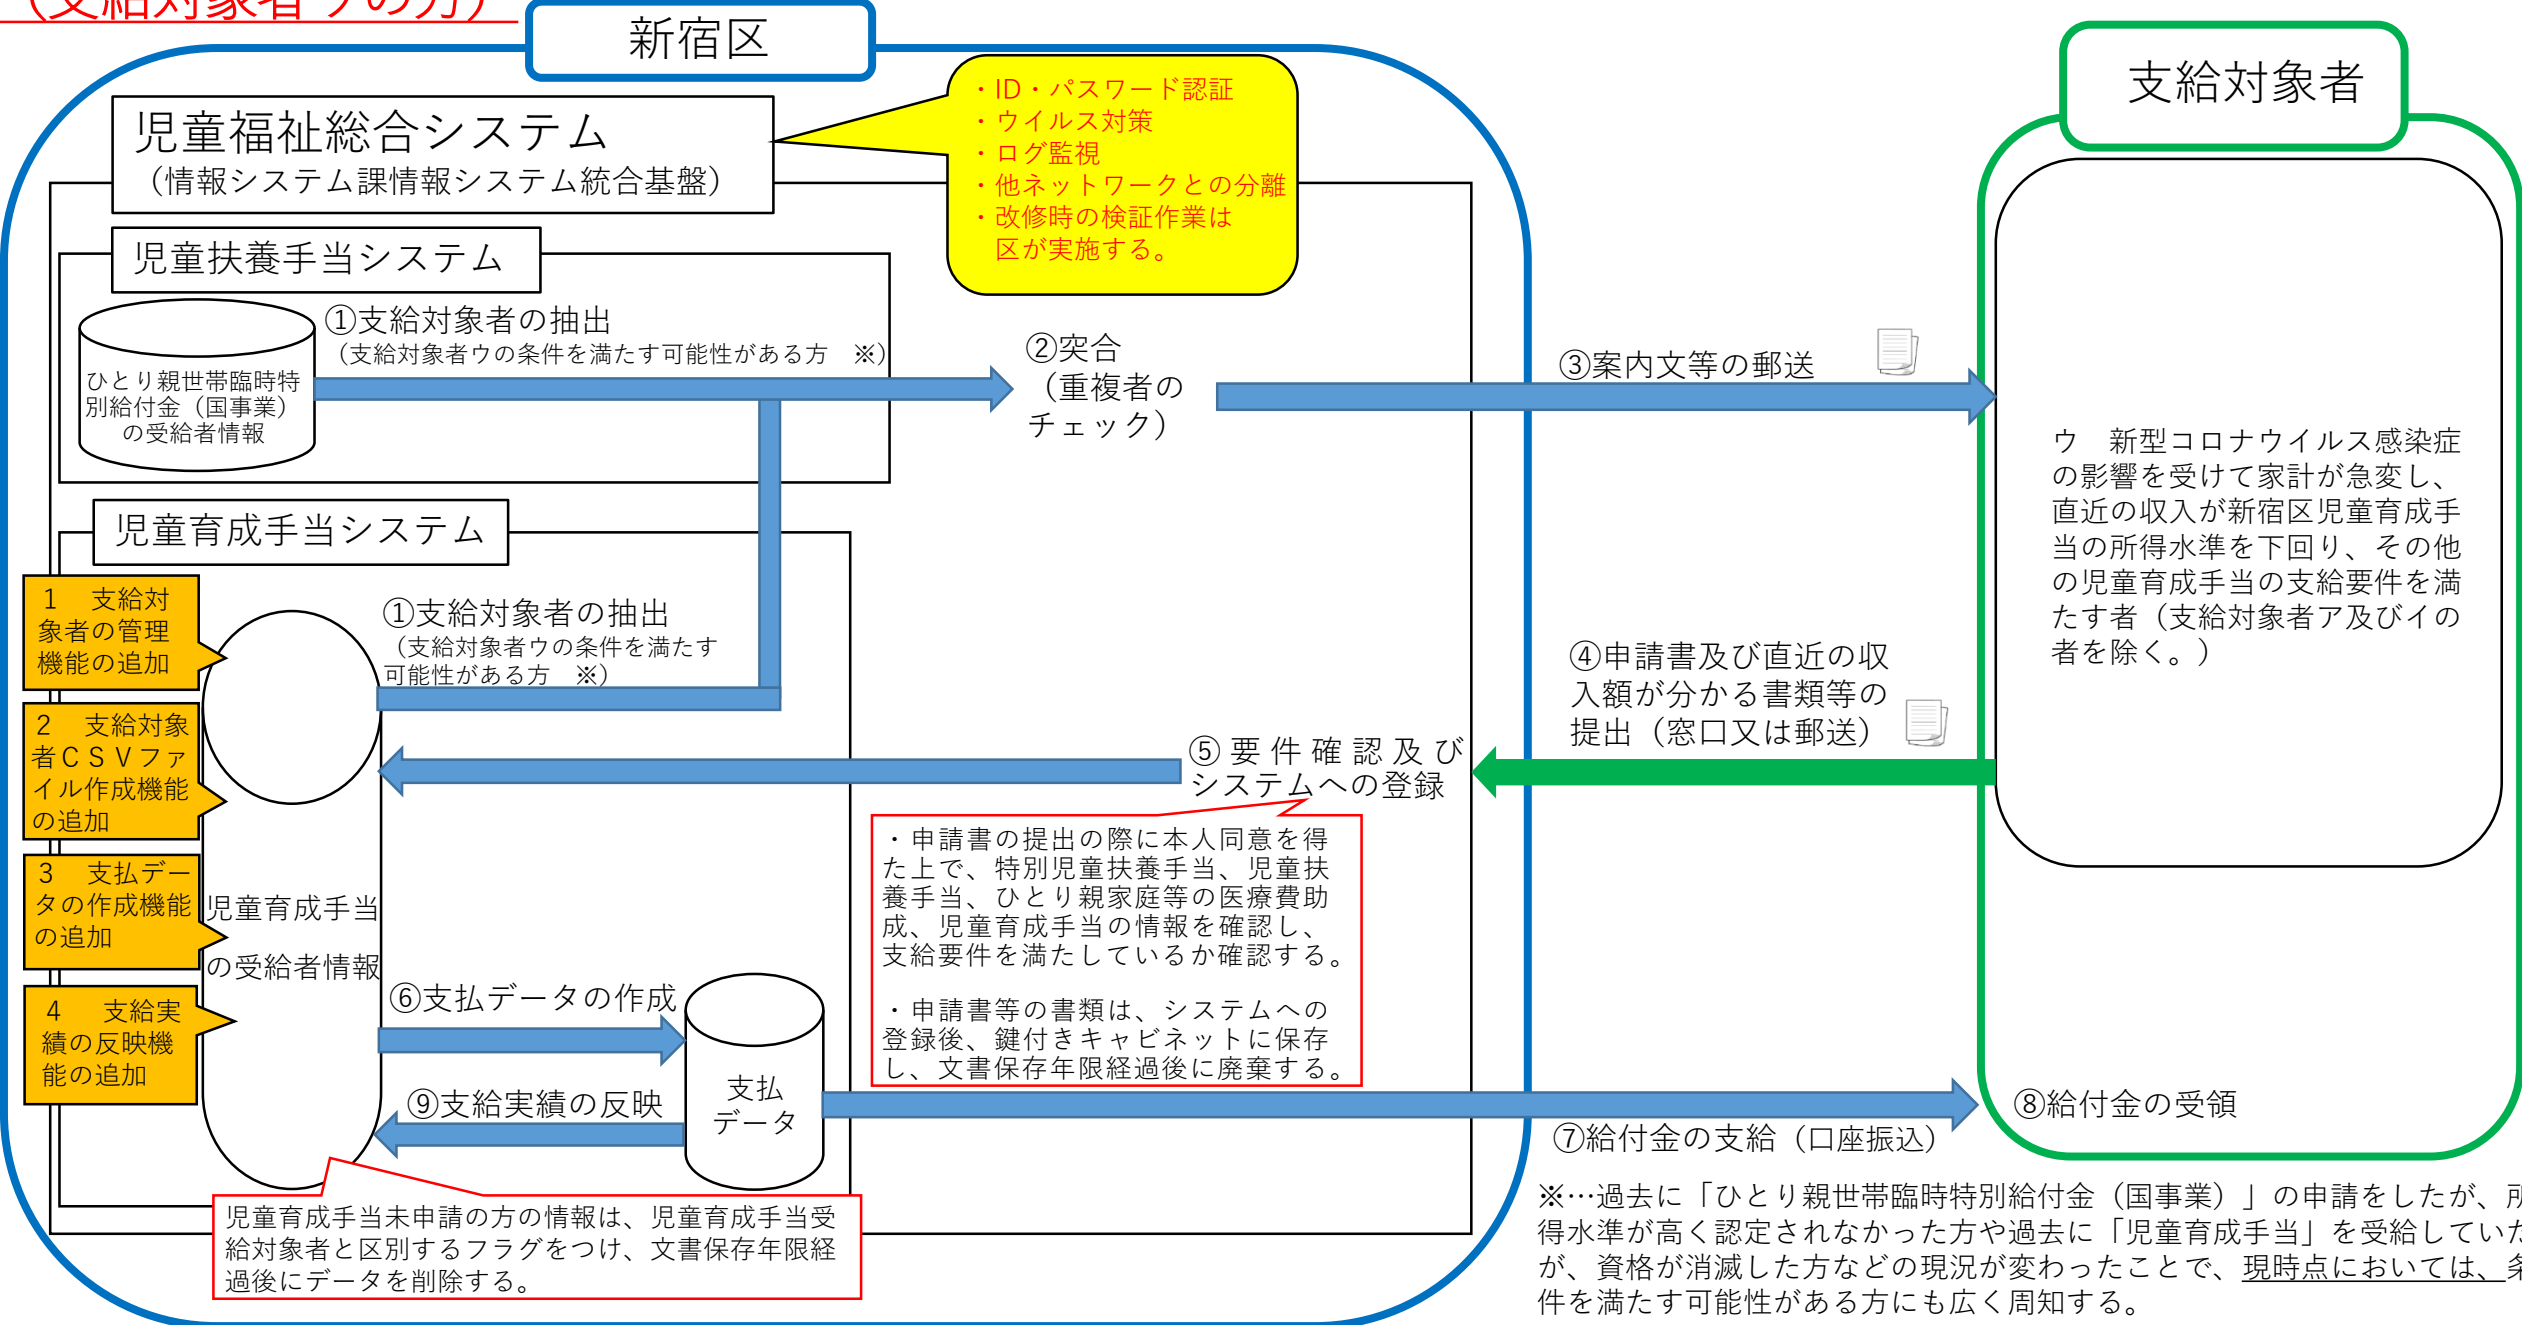 （支給対象者ウの方）
新宿区
支給対象者
児童福祉総合システム
（情報システム課情報システム統合基盤）
・ID・パスワード認証
・ウイルス対策
・ログ監視
・他ネットワークとの分離
・改修時の検証作業は
区が実施する。
児童扶養手当システム
ひとり親世帯臨時特
別給付金（国事業）
の受給者情報
①支給対象者の抽出
（支給対象者ウの条件を満たす可能性がある方　※）
②突合
（重複者の
チェック）
③案内文等の郵送
ウ　新型コロナウイルス感染症
の影響を受けて家計が急変し、
直近の収入が新宿区児童育成手
当の所得水準を下回り、その他
の児童育成手当の支給要件を満
たす者（支給対象者ア及びイの
者を除く。）
児童育成手当システム
１　支給対
象者の管理
機能の追加
２　支給対象
者ＣＳＶファ
イル作成機能
の追加
３　支払デー
タの作成機能
の追加
４　支給実
績の反映機
能の追加
児童育成手当
の受給者情報
①支給対象者の抽出
（支給対象者ウの条件を満たす
可能性がある方　※）
④申請書及び直近の収
入額が分かる書類等の
提出（窓口又は郵送）
⑤要件確認及び
システムへの登録
・申請書の提出の際に本人同意を得
た上で、特別児童扶養手当、児童扶
養手当、ひとり親家庭等の医療費助
成、児童育成手当の情報を確認し、
支給要件を満たしているか確認する。
・申請書等の書類は、システムへの
登録後、鍵付きキャビネットに保存
し、文書保存年限経過後に廃棄する。
⑥支払データの作成
支払
データ
⑨支給実績の反映
⑦給付金の支給（口座振込）
⑧給付金の受領
児童育成手当未申請の方の情報は、児童育成手当受
給対象者と区別するフラグをつけ、文書保存年限経
過後にデータを削除する。
※…過去に「ひとり親世帯臨時特別給付金（国事業）」の申請をしたが、所
得水準が高く認定されなかった方や過去に「児童育成手当」を受給していた
が、資格が消滅した方などの現況が変わったことで、現時点においては、条
件を満たす可能性がある方にも広く周知する。